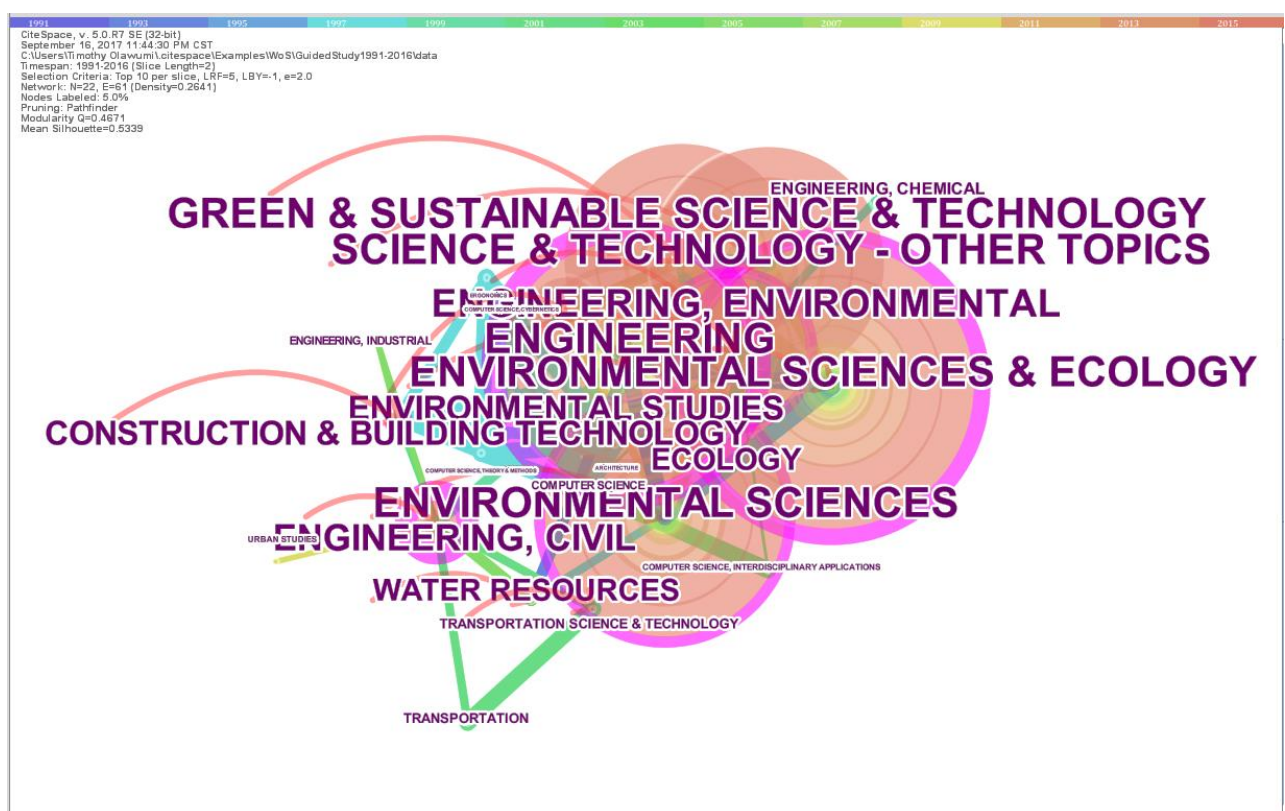 1991 1993 1995 1997 1999 2001 2003 2005 2007 2009 2011 2013 2015
CiteSpace, v. 5.0.R7 SE (32-bit)
September 16, 2017 11:44:30 PM CST
C:\Users\Timothy Olawumi\.citespace\Examples\WoS\GuidedStudy1991-2016\data
Timespan: 1991-2016 (Slice Length=2)
Selection Criteria: Top 10 per slice, LRF=5, LBY=-1, e=2.0
Network: N=22, E=61 (Density=0.2641)
Nodes Labeled: 5.0%
Pruning: Pathfinder
Modularity Q=0.4671
Mean Silhouette=0.5339
ENGINEERING, CHEMICAL
GREEN & SUSTAINABLE SCIENCE & TECHNOLOGY
SCIENCE & TECHNOLOGY - OTHER TOPICS
ERGONOMICS
ENGINEERING, ENVIRONMENTAL
COMPUTER SCIENCE, CYBERNETICS
ENGINEERING, INDUSTRIAL
ENGINEERING
ENVIRONMENTAL SCIENCES & ECOLOGY
ENVIRONMENTAL STUDIES
CONSTRUCTION & BUILDING TECHNOLOGY
ECOLOGY
ARCHITECTURE
COMPUTER SCIENCE, THEORY & METHODS
COMPUTER SCIENCE
ENVIRONMENTAL SCIENCES
URBAN STUDIES
ENGINEERING, CIVIL
COMPUTER SCIENCE, INTERDISCIPLINARY APPLICATIONS
WATER RESOURCES
TRANSPORTATION SCIENCE & TECHNOLOGY
TRANSPORTATION